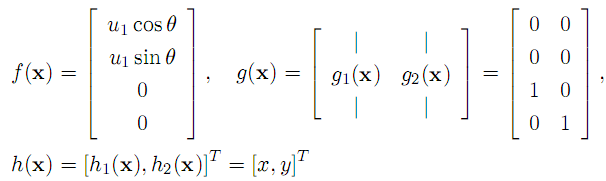 f(x) = [ u₁ cos θ ; u₁ sin θ ; 0 ; 0 ], g(x) = [ | | ; g₁(x) g₂(x) ; | | ] = [ 0 0 ; 0 0 ; 1 0 ; 0 1 ],
h(x) = [h₁(x), h₂(x)]ᵀ = [x, y]ᵀ